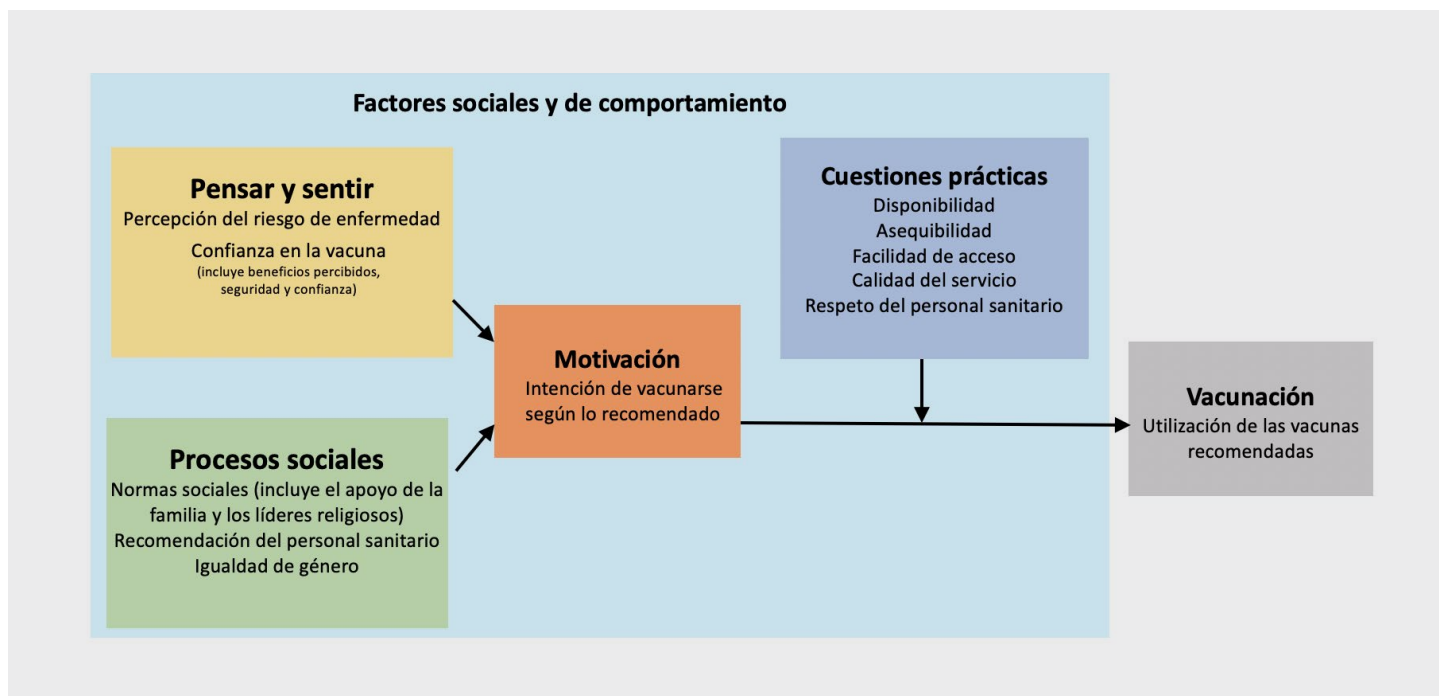 Factores sociales y de comportamiento
Pensar y sentir
Percepción del riesgo de enfermedad
Confianza en la vacuna
(incluye beneficios percibidos,
seguridad y confianza)
Procesos sociales
Normas sociales (incluye el apoyo de la
familia y los líderes religiosos)
Recomendación del personal sanitario
Igualdad de género
Motivación
Intención de vacunarse
según lo recomendado
Cuestiones prácticas
Disponibilidad
Asequibilidad
Facilidad de acceso
Calidad del servicio
Respeto del personal sanitario
Vacunación
Utilización de las vacunas
recomendadas